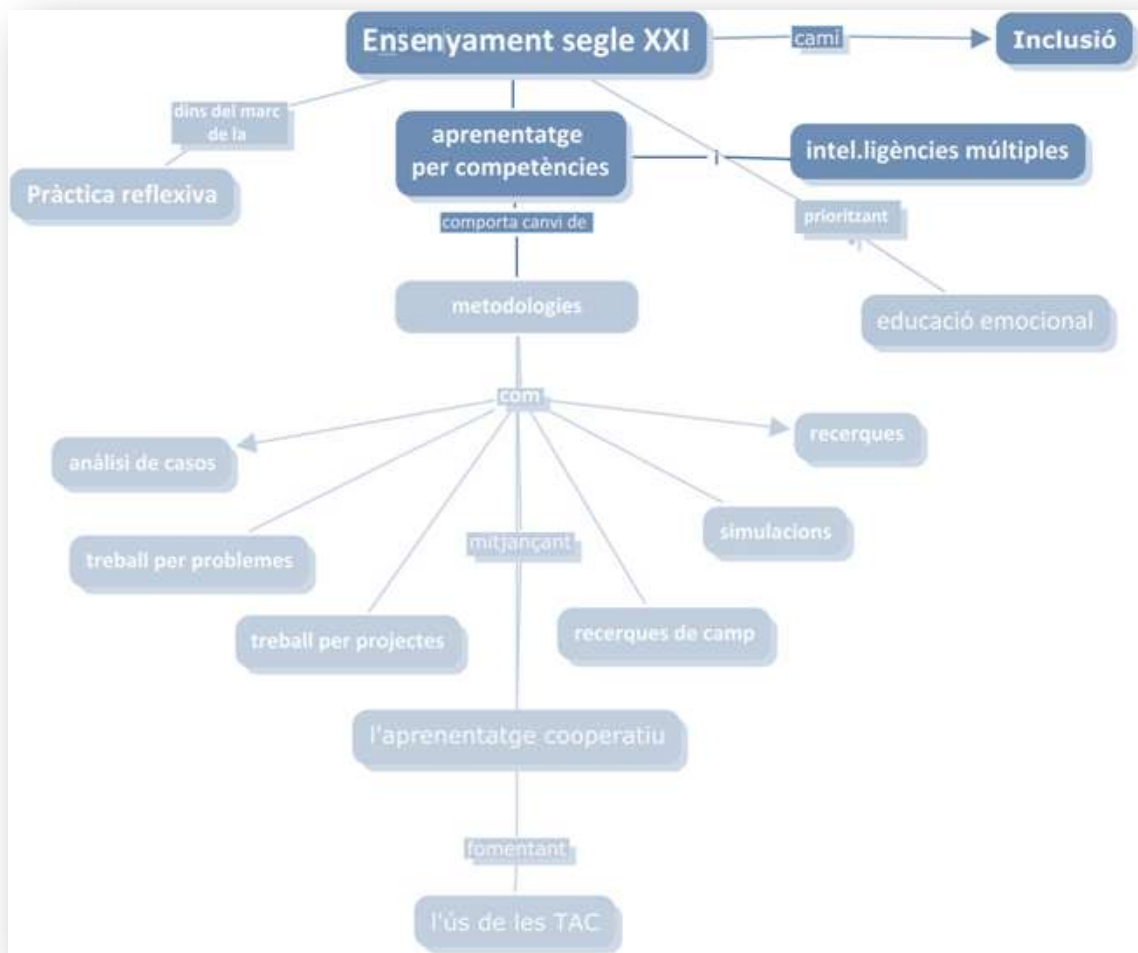 Ensenyament segle XXI
cami
Inclusió
dins del marc
de la
aprenentatge
per competències
i
intel.ligències múltiples
Pràctica reflexiva
comporta canvi de
prioritzant
metodologies
educació emocional
com
recerques
anàlisi de casos
simulacions
mitjançant
treball per problemes
treball per projectes
recerques de camp
l'aprenentatge cooperatiu
fomentant
l'ús de les TAC